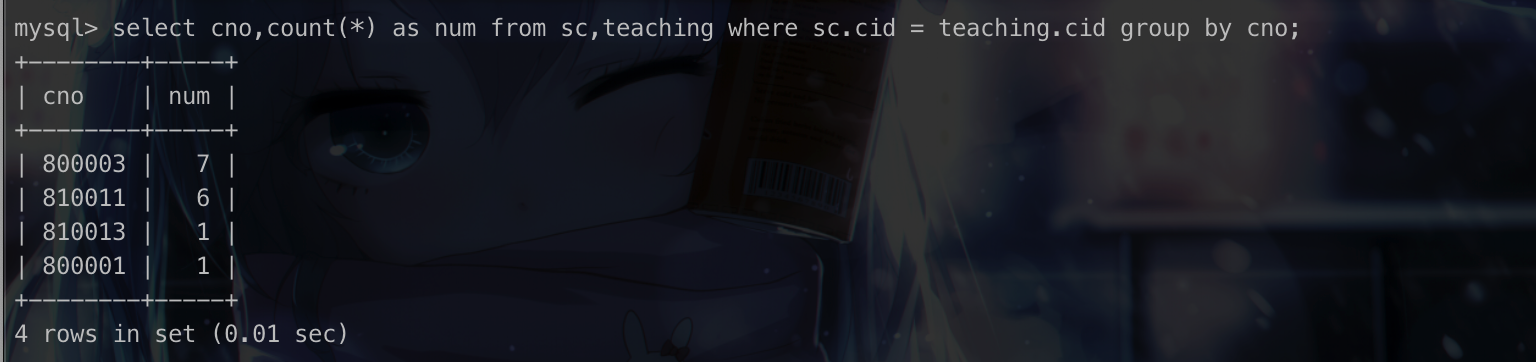 mysql> select cno,count(*) as num from sc,teaching where sc.cid = teaching.cid group by cno;
+--------+-----+
| cno    | num |
+--------+-----+
| 800003 |   7 |
| 810011 |   6 |
| 810013 |   1 |
| 800001 |   1 |
+--------+-----+
4 rows in set (0.01 sec)